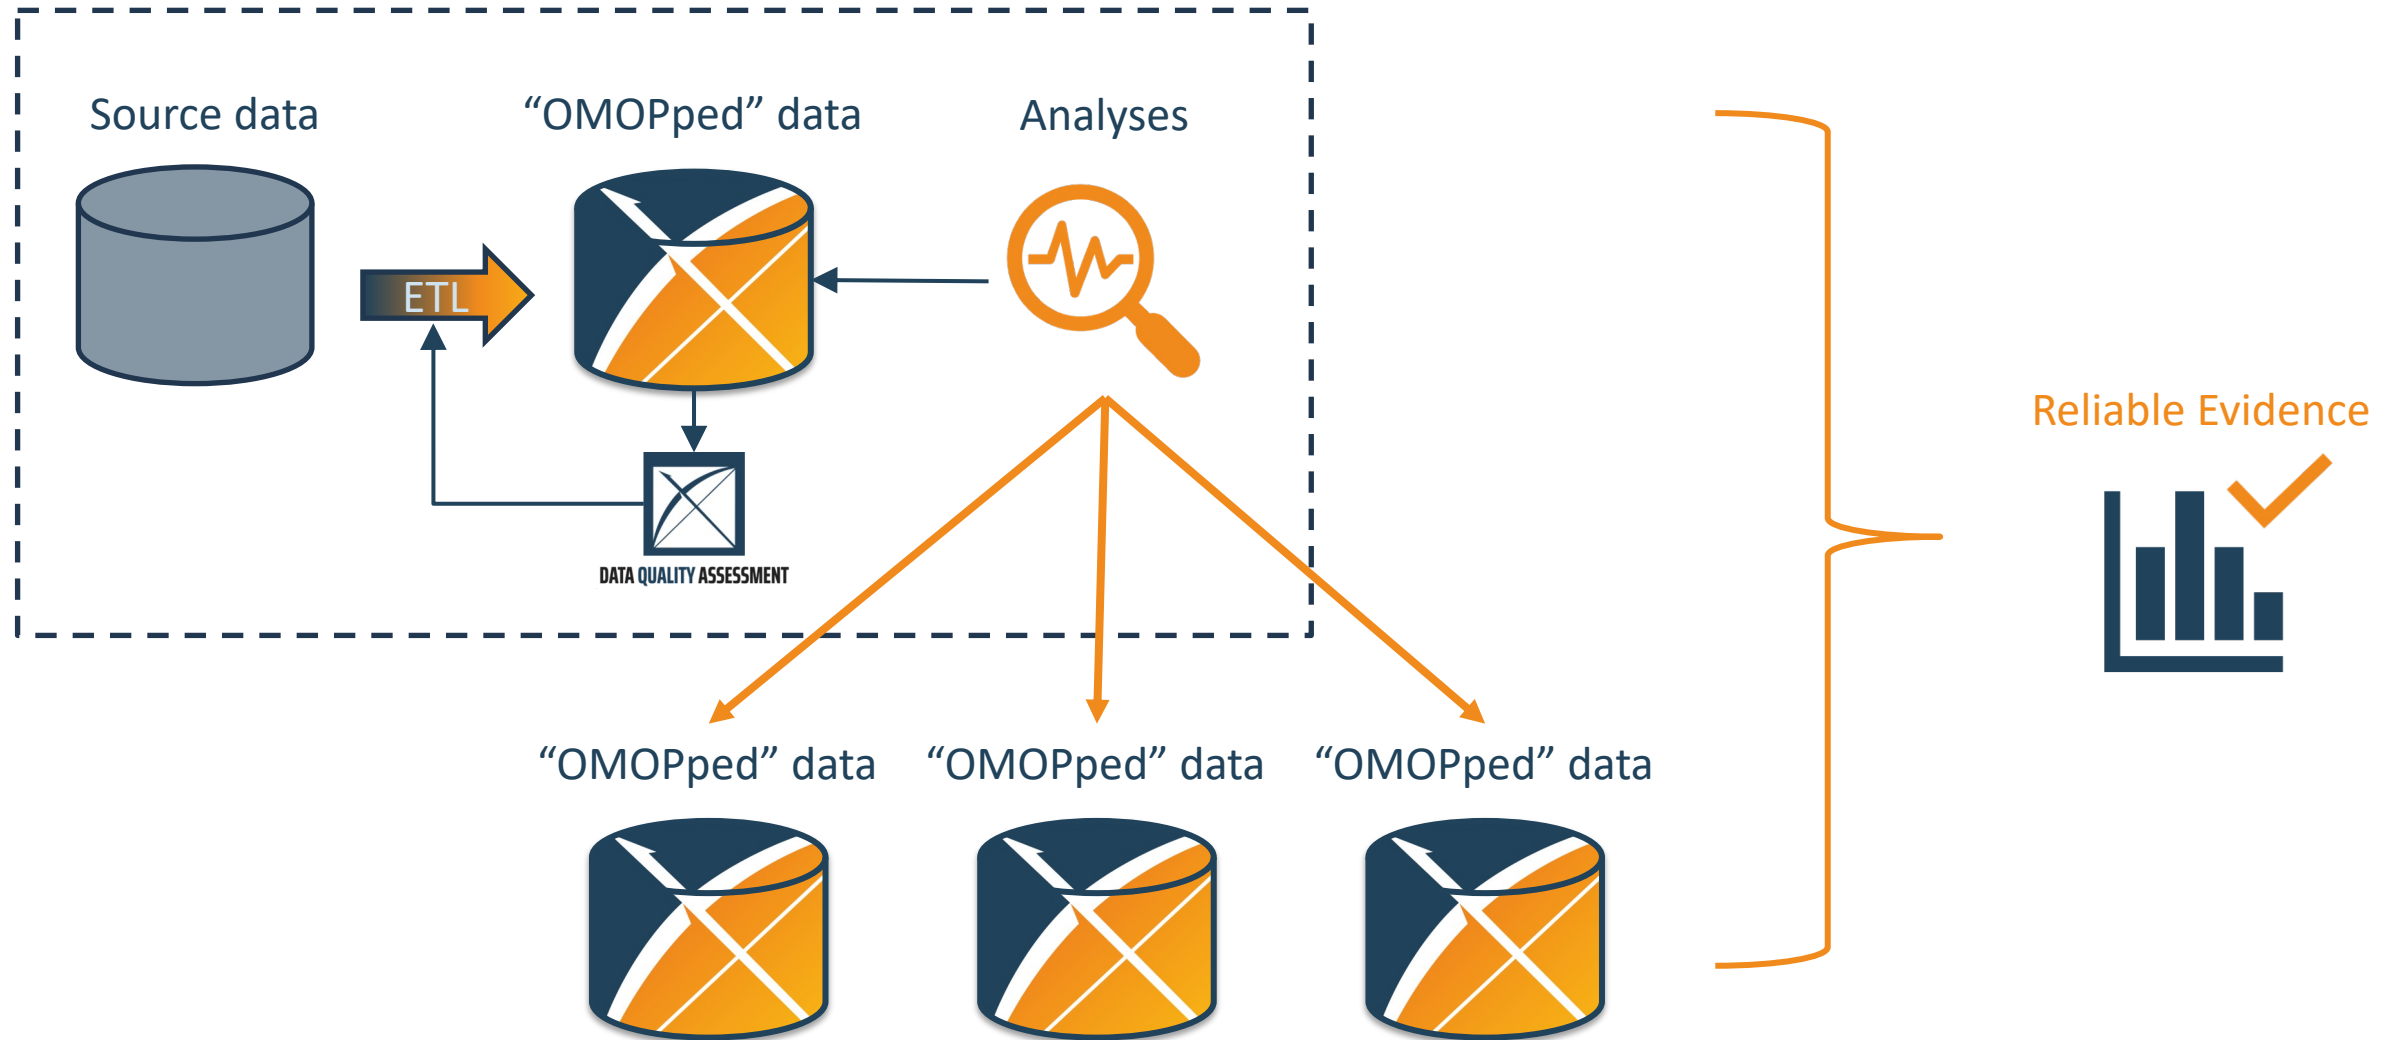 Source data
“OMOPped” data
Analyses
ETL
DATA QUALITY ASSESSMENT
Reliable Evidence
“OMOPped” data
“OMOPped” data
“OMOPped” data